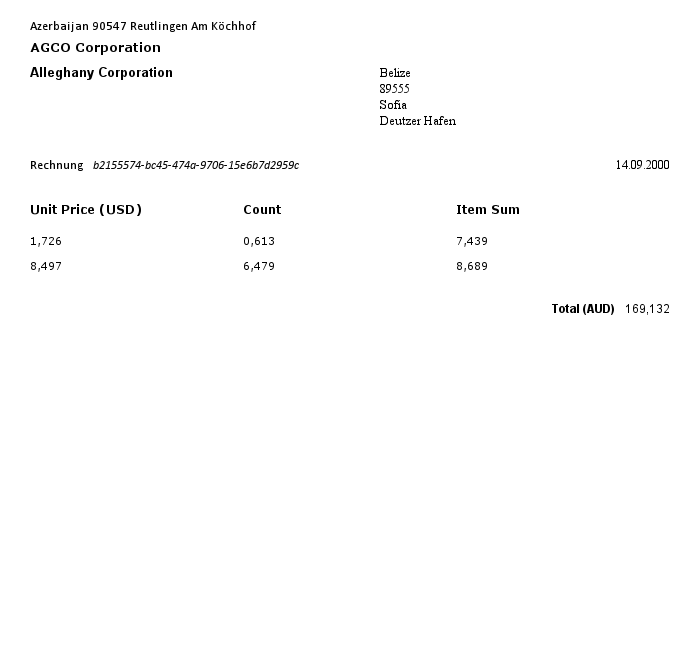 Azerbaijan 90547 Reutlingen Am Köchhof
AGCO Corporation
Alleghany Corporation
Belize
89555
Sofia
Deutzer Hafen
Rechnung b2155574-bc45-474a-9706-15e6b7d2959c 14.09.2000
Unit Price (USD) Count Item Sum
1,726 0,613 7,439
8,497 6,479 8,689
Total (AUD) 169,132